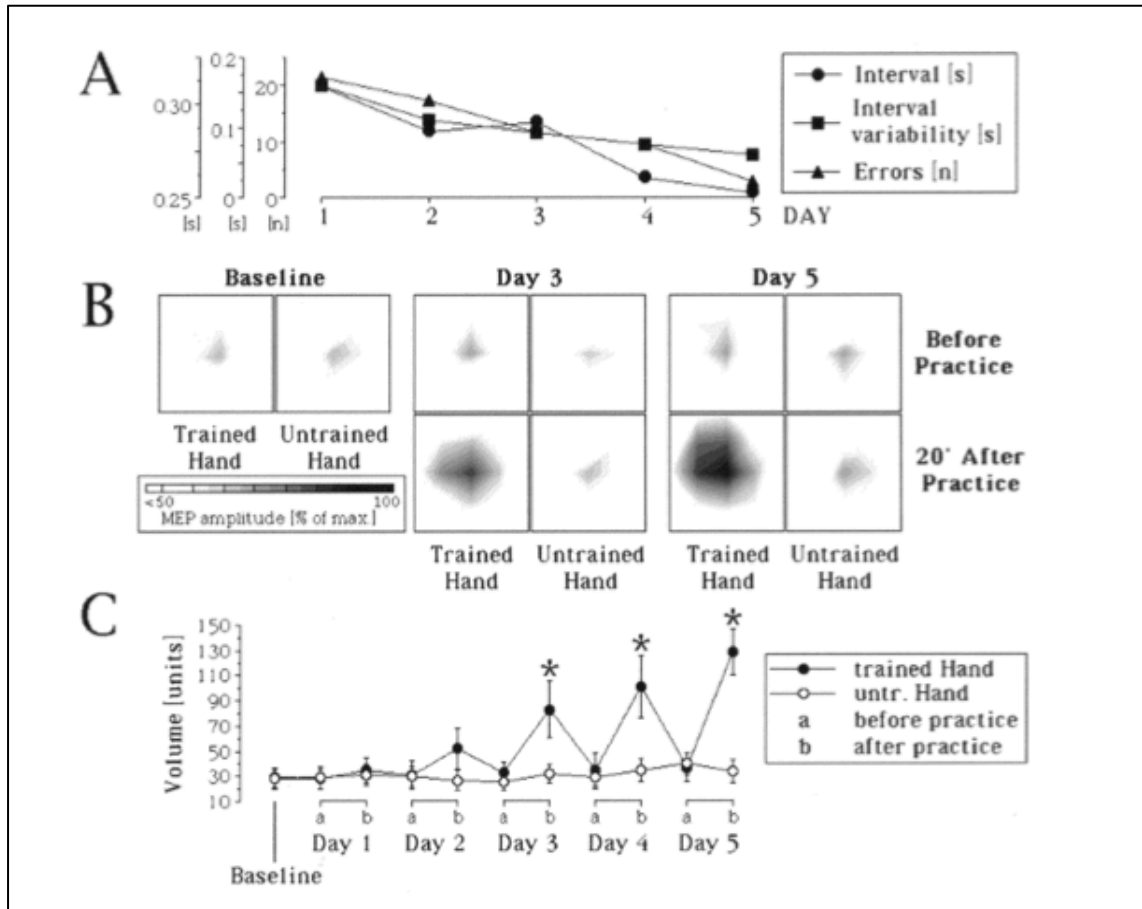 A
0.30
0.25
[s]
0.2
0.1
0
[s]
20
10
0
[n]
1 2 3 4 5 DAY
Interval [s]
Interval
variability [s]
Errors [n]
B
Baseline Day 3 Day 5
Before
Practice
Trained
Hand
Untrained
Hand
20' After
Practice
<50 100
MEP amplitude [% of max.]
Trained
Hand
Untrained
Hand
Trained
Hand
Untrained
Hand
C
Volume [units]
150
130
110
90
70
50
30
10
* * *
trained Hand
untr. Hand
a before practice
b after practice
a b a b a b a b a b
Day 1 Day 2 Day 3 Day 4 Day 5
Baseline